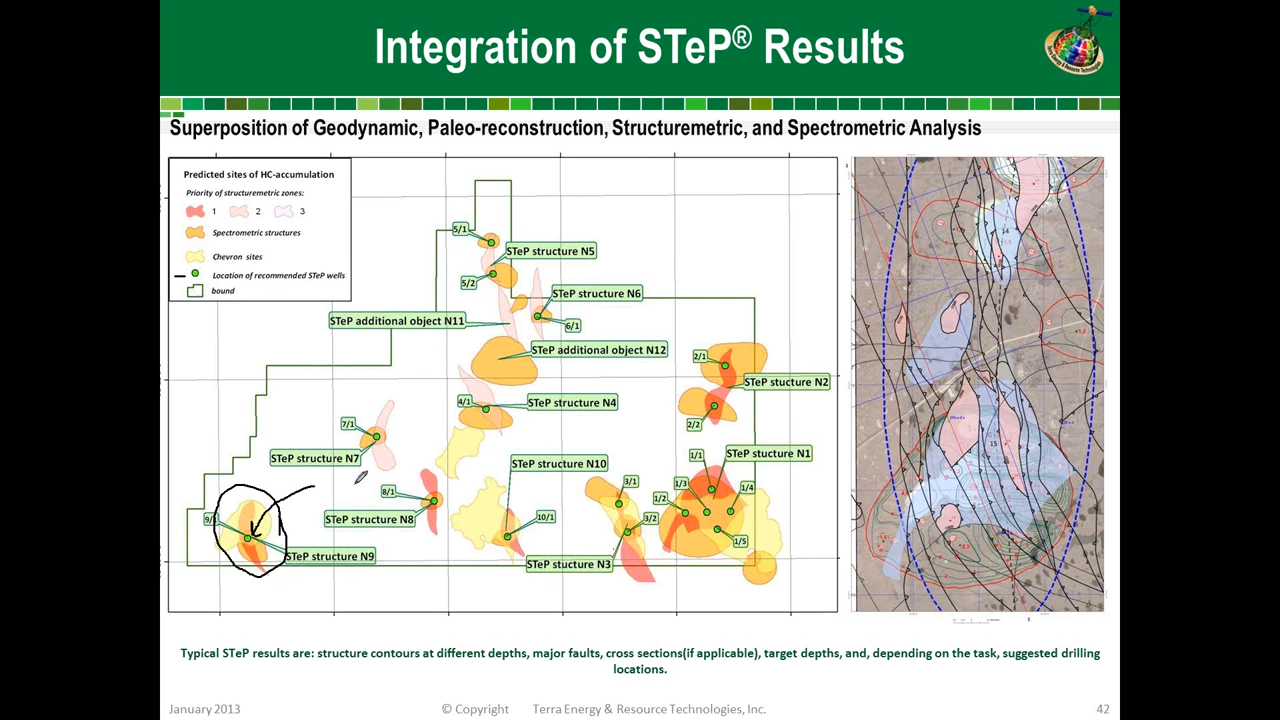 Integration of STeP® Results
Superposition of Geodynamic, Paleo-reconstruction, Structuremetric, and Spectrometric Analysis
Predicted sites of HC-accumulation
Priority of structuremetric zones:
1 2 3
Spectrometric structures
Chevron sites
Location of recommended STeP wells
bound
5/1
STeP structure N5
5/2
STeP structure N6
STeP additional object N11
6/1
STeP additional object N12
2/1
STeP stucture N2
4/1
STeP structure N4
2/2
7/1
STeP structure N7
STeP stucture N1
1/1
STeP structure N10
8/1
3/1
1/3
1/2
1/4
STeP structure N8
10/1
3/2
9/
1/5
STeP structure N9
STeP stucture N3
14
15
1
Typical STeP results are: structure contours at different depths, major faults, cross sections(if applicable), target depths, and, depending on the task, suggested drilling
locations.
January 2013
© Copyright Terra Energy & Resource Technologies, Inc.
42
Terra Energy & Resource Technologies